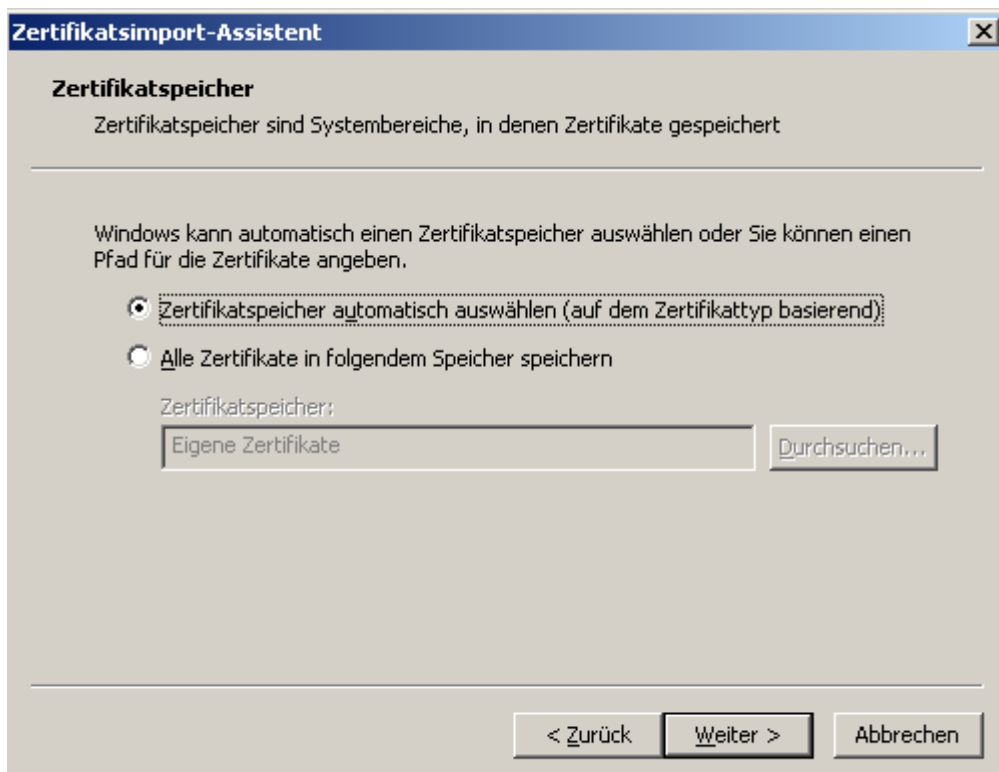 Zertifikatsimport-Assistent
Zertifikatspeicher
Zertifikatspeicher sind Systembereiche, in denen Zertifikate gespeichert
Windows kann automatisch einen Zertifikatspeicher auswählen oder Sie können einen
Pfad für die Zertifikate angeben.
Zertifikatspeicher automatisch auswählen (auf dem Zertifikattyp basierend)
Alle Zertifikate in folgendem Speicher speichern
Zertifikatspeicher:
Eigene Zertifikate
Durchsuchen...
< Zurück
Weiter >
Abbrechen